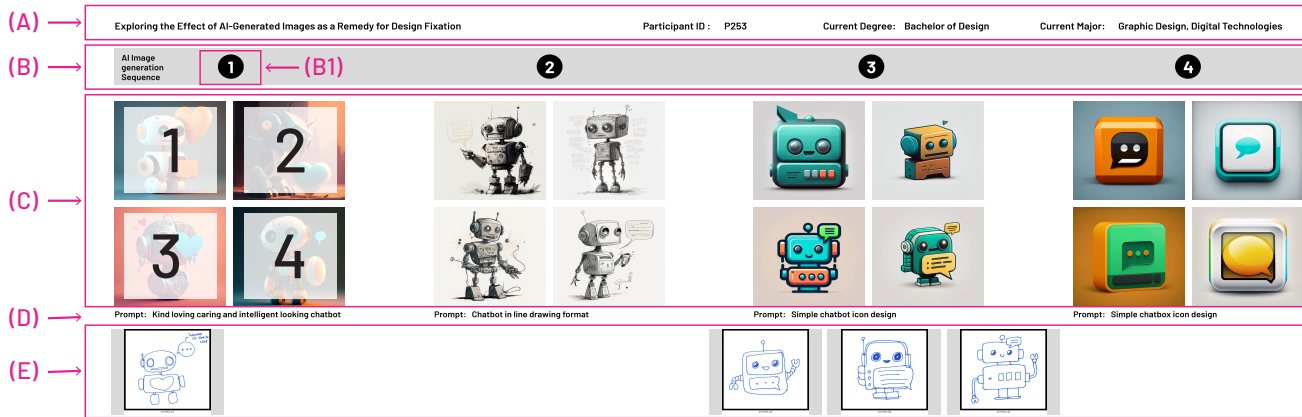 (A)
Exploring the Effect of AI-Generated Images as a Remedy for Design Fixation
Participant ID : P253
Current Degree: Bachelor of Design
Current Major: Graphic Design, Digital Technologies
(B)
AI Image
generation
Sequence
1
(B1)
2
3
4
(C)
1
2
3
4
(D)
Prompt: Kind loving caring and intelligent looking chatbot
Prompt: Chatbot in line drawing format
Prompt: Simple chatbot icon design
Prompt: Simple chatbox icon design
(E)